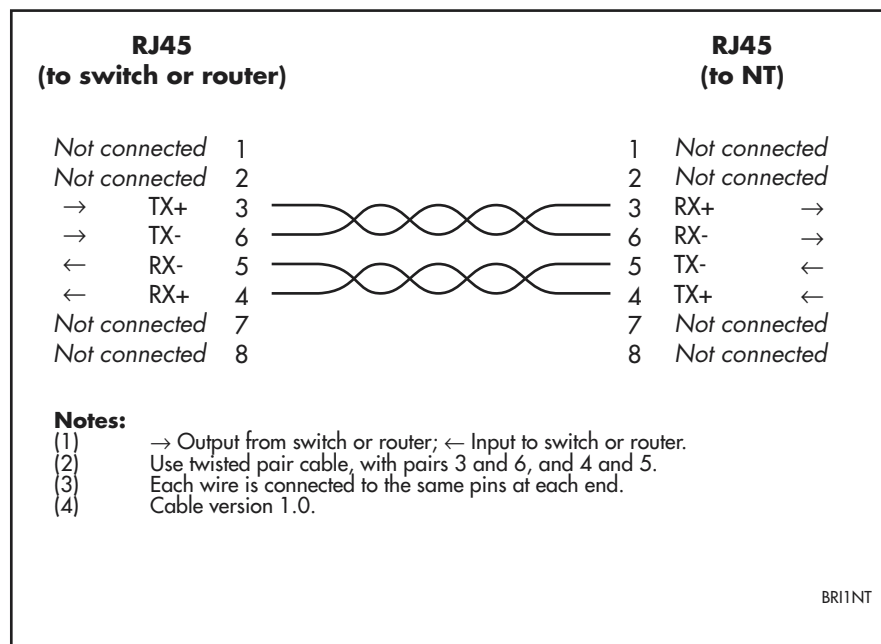 RJ45 RJ45
(to switch or router) (to NT)
Not connected 1 1 Not connected
Not connected 2 2 Not connected
→ TX+ 3 3 RX+ →
→ TX- 6 6 RX- →
← RX- 5 5 TX- ←
← RX+ 4 4 TX+ ←
Not connected 7 7 Not connected
Not connected 8 8 Not connected
Notes:
(1) → Output from switch or router; ← Input to switch or router.
(2) Use twisted pair cable, with pairs 3 and 6, and 4 and 5.
(3) Each wire is connected to the same pins at each end.
(4) Cable version 1.0.
BRI1NT